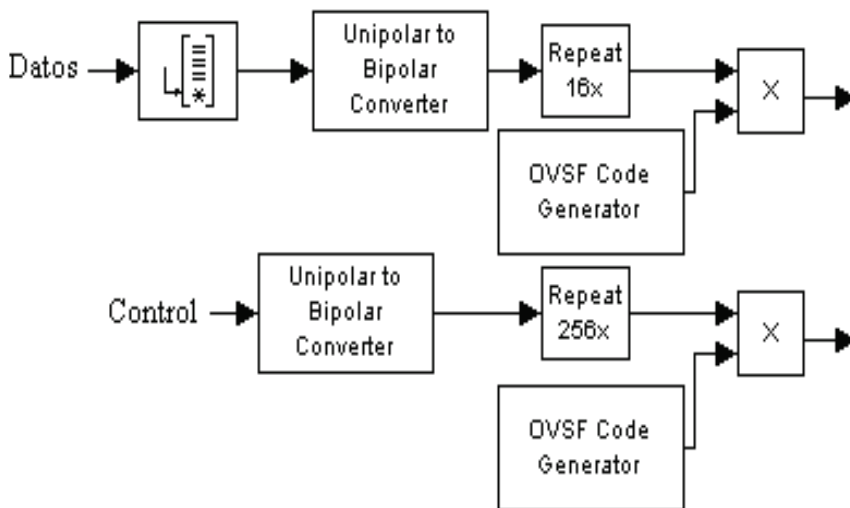 Datos
*
Unipolar to
Bipolar
Converter
Repeat
16x
X
OVSF Code
Generator
Control
Unipolar to
Bipolar
Converter
Repeat
256x
X
OVSF Code
Generator